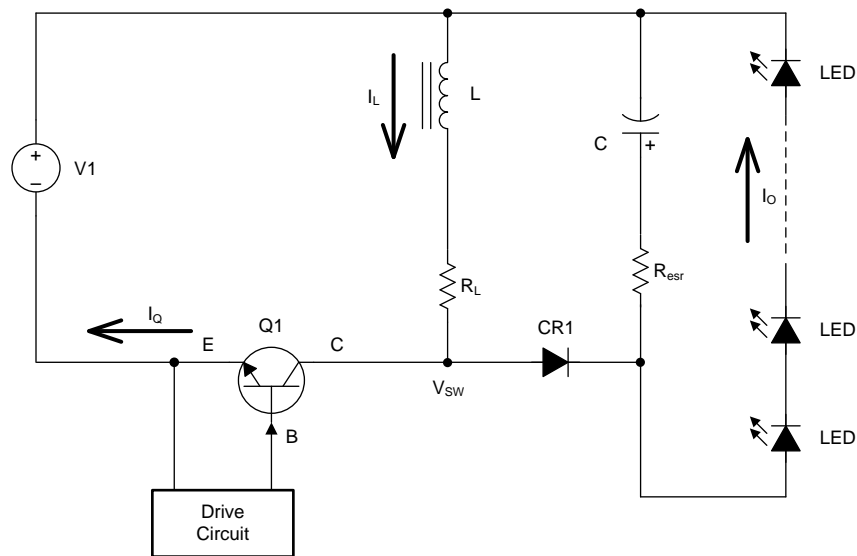 LED
I_L
L
C
+
V1
+
–
I_O
R_L
R_esr
I_Q
Q1
E
C
CR1
LED
V_SW
B
LED
Drive
Circuit